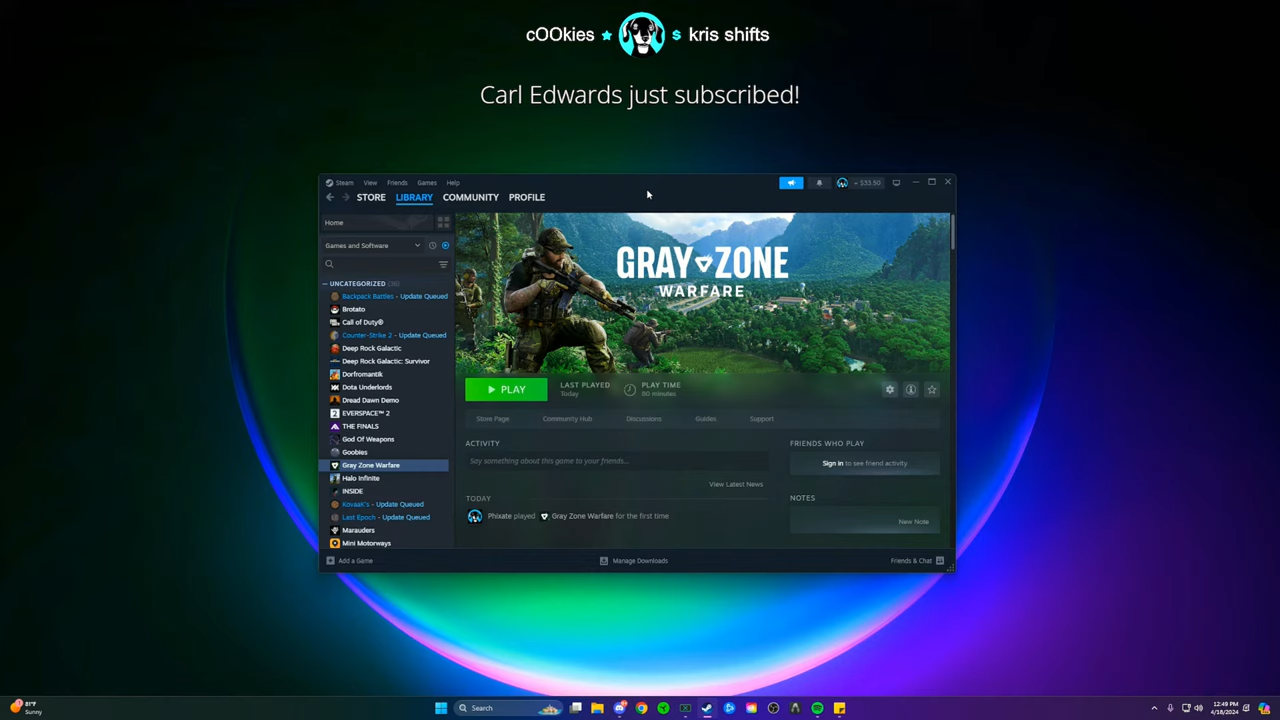 cOOkies
kris shifts
Carl Edwards just subscribed!
Steam View Friends Games Help
STORE LIBRARY COMMUNITY PROFILE
Home
Games and Software
UNCATEGORIZED
Backpack Battles - Update Queued
Brotato
Call of Duty®
Counter-Strike 2 - Update Queued
Deep Rock Galactic
Deep Rock Galactic: Survivor
Dorfromantik
Dota Underlords
Dread Dawn Demo
EVERSPACE™ 2
THE FINALS
God Of Weapons
Goobies
Gray Zone Warfare
Halo Infinite
INSIDE
KovaaK's - Update Queued
Last Epoch - Update Queued
Marauders
Mini Motorways
GRAY ZONE
WARFARE
PLAY
LAST PLAYED
Today
PLAY TIME
60 minutes
Store Page Community Hub Discussions Guides Support
ACTIVITY
Say something about this game to your friends...
View Latest News
TODAY
Phixate played Gray Zone Warfare for the first time
FRIENDS WHO PLAY
Sign in to see friend activity
NOTES
New Note
Add a Game
Manage Downloads
Friends & Chat
81°F
Sunny
Search
12:49 PM
4/18/2024